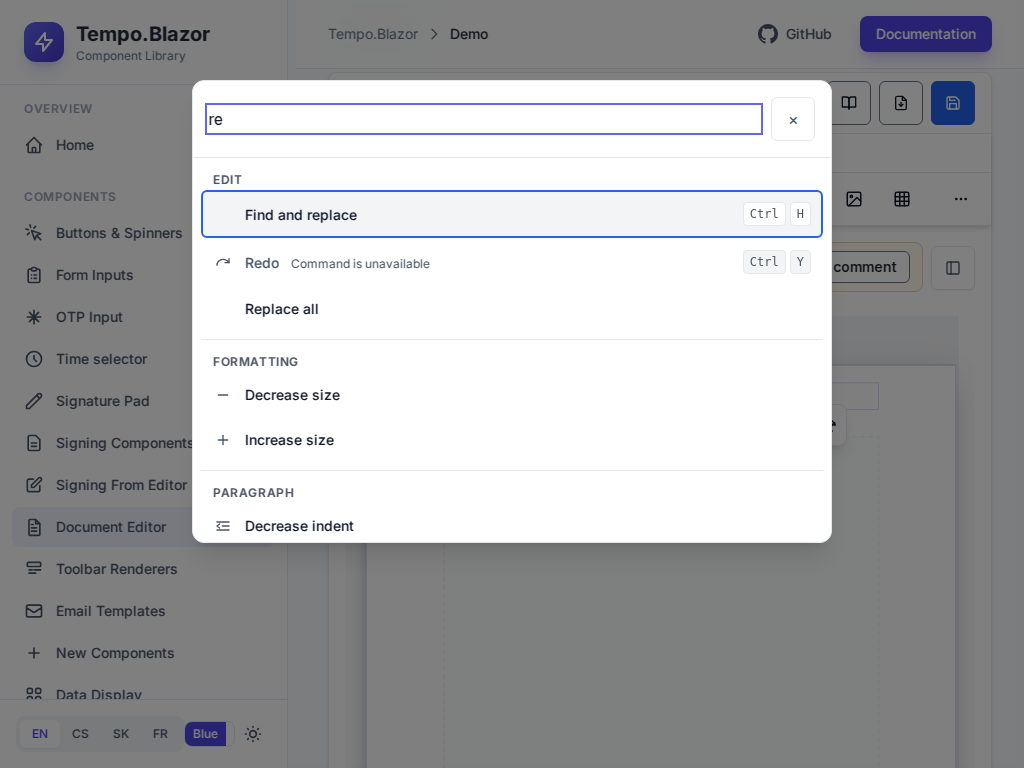 Tempo.Blazor
Component Library
OVERVIEW
Home
COMPONENTS
Buttons & Spinners
Form Inputs
OTP Input
Time selector
Signature Pad
Signing Components
Signing From Editor
Document Editor
Toolbar Renderers
Email Templates
New Components
Data Display
EN CS SK FR Blue
Tempo.Blazor > Demo
GitHub
Documentation
comment
re
×
EDIT
Find and replace Ctrl H
Redo Command is unavailable Ctrl Y
Replace all
FORMATTING
Decrease size
Increase size
PARAGRAPH
Decrease indent